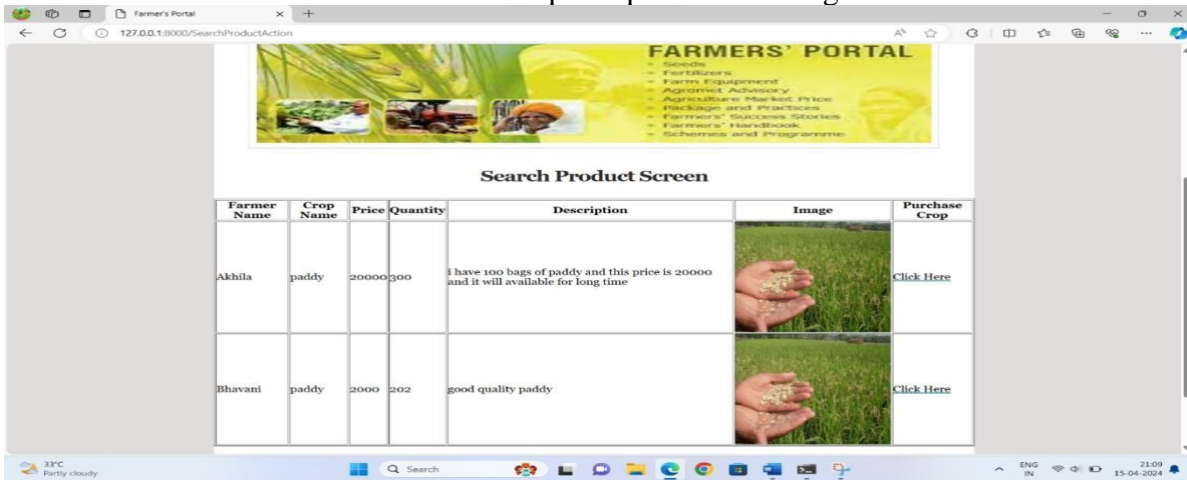 Farmer's Portal
127.0.0.1:8000/SearchProductAction
FARMERS' PORTAL
Seeds
Fertilizers
Farm Equipment
Agromet Advisory
Agriculture Market Price
Package and Practices
Farmers' Success Stories
Farmers' Handbook
Schemes and Programme
Search Product Screen
Farmer Name Crop Name Price Quantity Description Image Purchase Crop
Akhila paddy 20000 300 i have 100 bags of paddy and this price is 20000
and it will available for long time Click Here
Bhavani paddy 2000 202 good quality paddy Click Here
33°C
Partly cloudy
Search
ENG
IN
21:09
15-04-2024